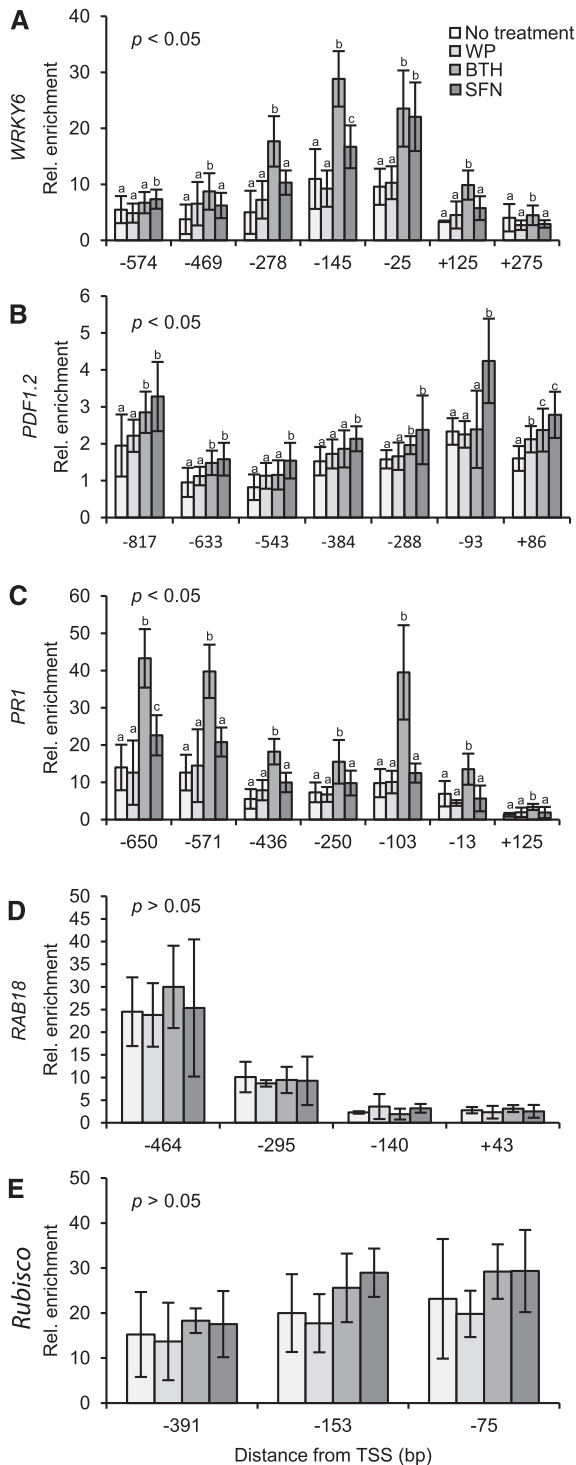 A
p < 0.05
No treatment
WP
BTH
SFN
WRKY6
Rel. enrichment
40
30
20
10
0
a a a a
a a b a
a a b a
a a b c
a a b b
a a b a
a a b a
-574 -469 -278 -145 -25 +125 +275
B
p < 0.05
PDF1.2
Rel. enrichment
6
5
4
3
2
1
0
a a b b
a a b b
a a a b
a a a b
a a b b
a a a b
a b c c
-817 -633 -543 -384 -288 -93 +86
C
p < 0.05
PR1
Rel. enrichment
60
50
40
30
20
10
0
a a b c
a a b a
a a b a
a a b a
a a b a
a a b a
a a b a
-650 -571 -436 -250 -103 -13 +125
D
p > 0.05
RAB18
Rel. enrichment
50
45
40
35
30
25
20
15
10
5
0
-464 -295 -140 +43
E
p > 0.05
Rubisco
Rel. enrichment
50
40
30
20
10
0
-391 -153 -75
Distance from TSS (bp)